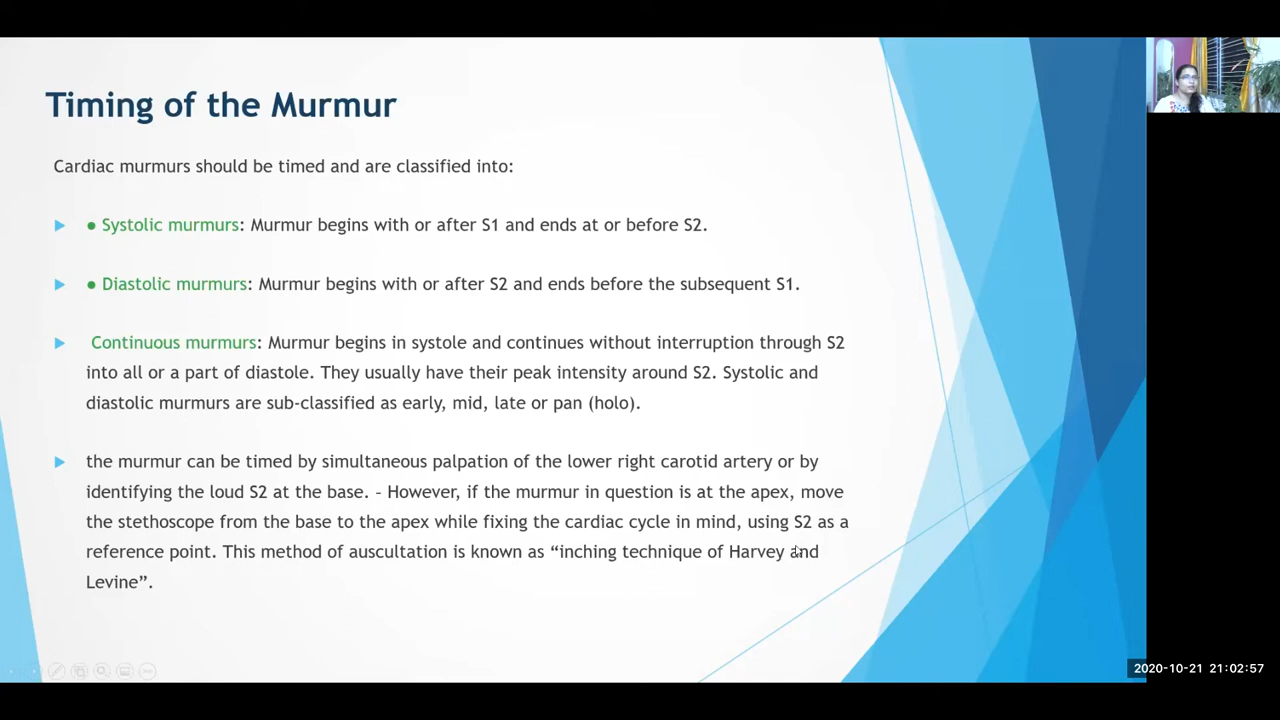 Timing of the Murmur
Cardiac murmurs should be timed and are classified into:
● Systolic murmurs: Murmur begins with or after S1 and ends at or before S2.
● Diastolic murmurs: Murmur begins with or after S2 and ends before the subsequent S1.
Continuous murmurs: Murmur begins in systole and continues without interruption through S2
into all or a part of diastole. They usually have their peak intensity around S2. Systolic and
diastolic murmurs are sub-classified as early, mid, late or pan (holo).
the murmur can be timed by simultaneous palpation of the lower right carotid artery or by
identifying the loud S2 at the base. – However, if the murmur in question is at the apex, move
the stethoscope from the base to the apex while fixing the cardiac cycle in mind, using S2 as a
reference point. This method of auscultation is known as “inching technique of Harvey and
Levine”.
2020-10-21 21:02:57